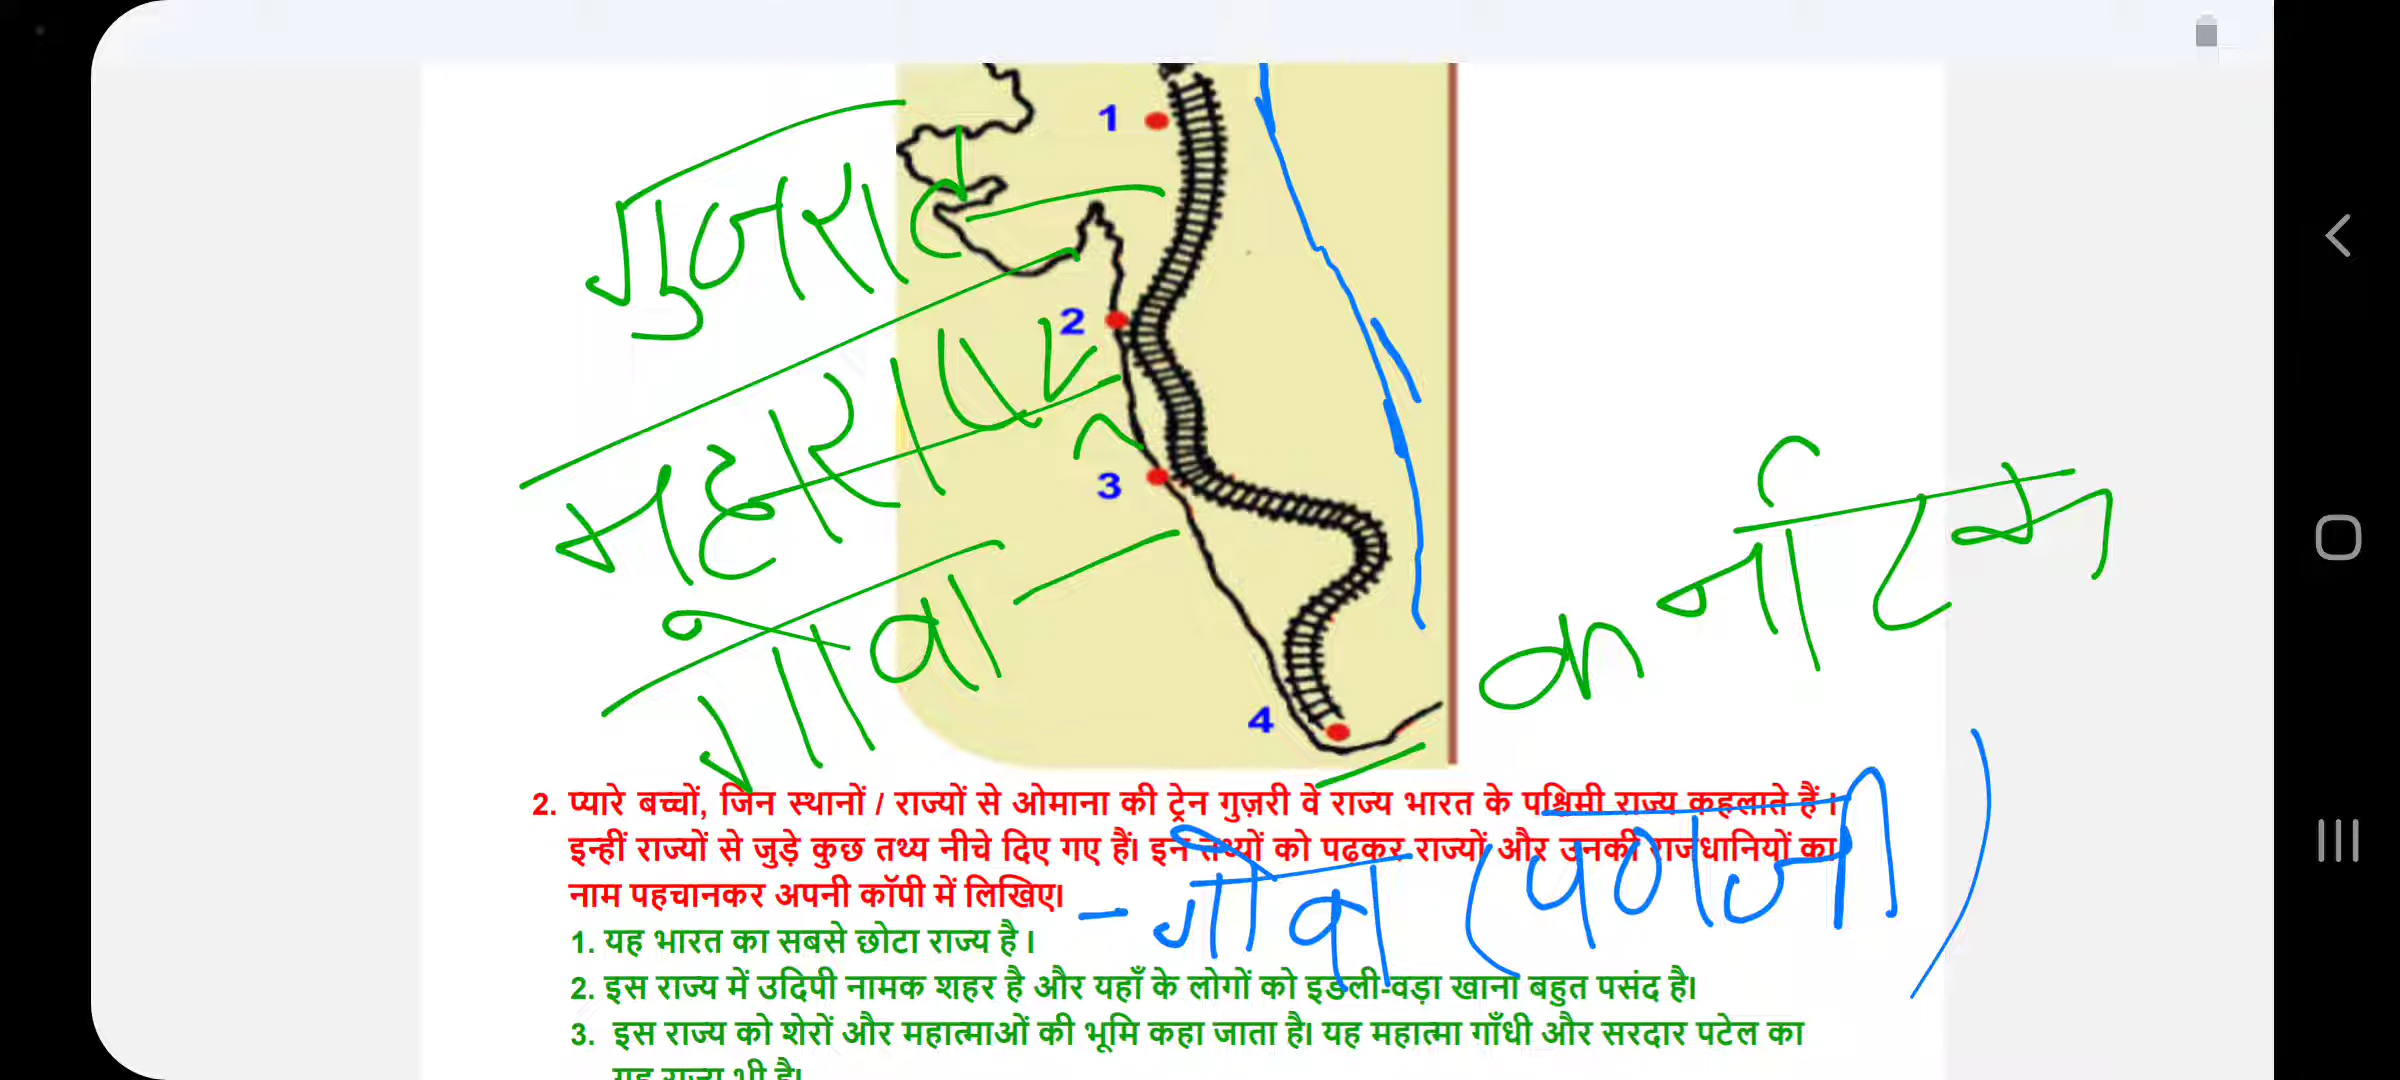 1
गुजरात
2
महाराष्ट्र
3
गोवा
कर्नाटक
4
2. प्यारे बच्चों, जिन स्थानों / राज्यों से ओमाना की ट्रेन गुज़री वे राज्य भारत के पश्चिमी राज्य कहलाते हैं ।
इन्हीं राज्यों से जुड़े कुछ तथ्य नीचे दिए गए हैं। इन तथ्यों को पढकर राज्यों और उनकी राजधानियों का
नाम पहचानकर अपनी कॉपी में लिखिए।
- गोवा (पणजी)
1. यह भारत का सबसे छोटा राज्य है ।
2. इस राज्य में उदिपी नामक शहर है और यहाँ के लोगों को इडली-वड़ा खाना बहुत पसंद है।
3. इस राज्य को शेरों और महात्माओं की भूमि कहा जाता है। यह महात्मा गाँधी और सरदार पटेल का
गृह राज्य भी है।